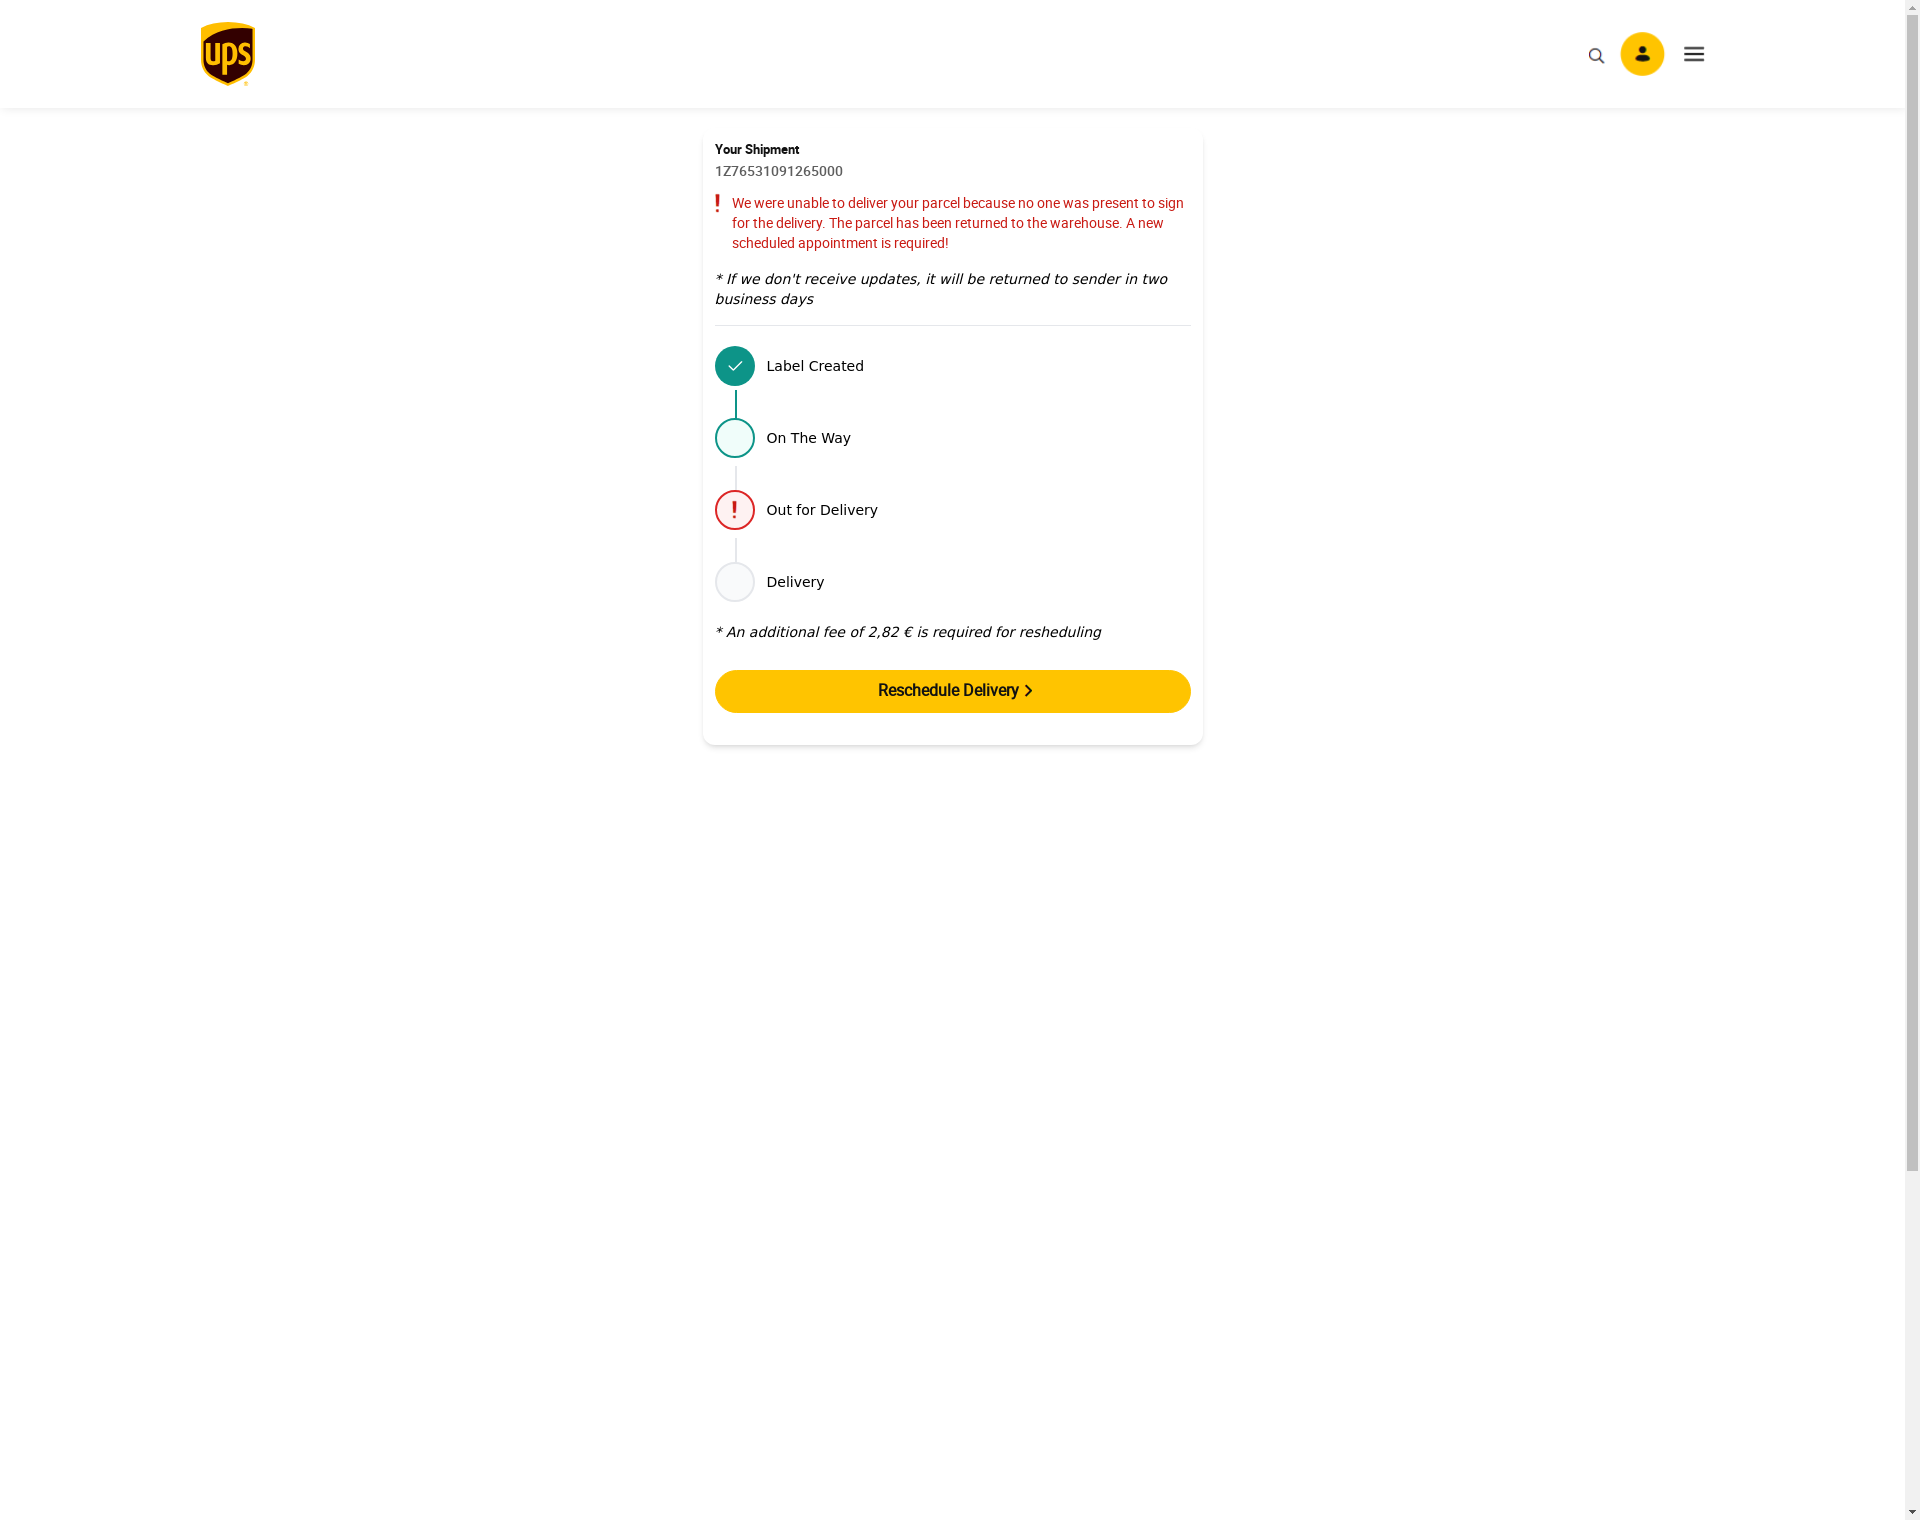 ups
Your Shipment
1Z76531091265000
! We were unable to deliver your parcel because no one was present to sign
for the delivery. The parcel has been returned to the warehouse. A new
scheduled appointment is required!
* If we don't receive updates, it will be returned to sender in two
business days
Label Created
On The Way
! Out for Delivery
Delivery
* An additional fee of 2,82 € is required for resheduling
Reschedule Delivery